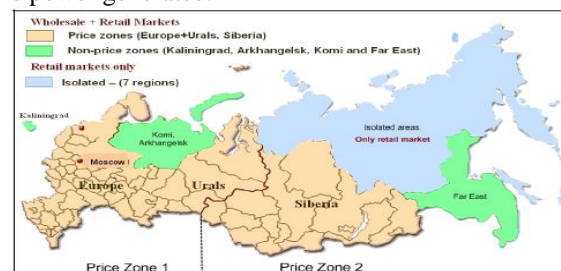 power generated.
Wholesale + Retail Markets
Price zones (Europe+Urals, Siberia)
Non-price zones (Kaliningrad, Arkhangelsk, Komi and Far East)
Retail markets only
Isolated – (7 regions)
Kaliningrad
Komi,
Arkhangelsk
Isolated areas
Only retail market
Moscow
Europe
Urals
Siberia
Far East
Price Zone 1
Price Zone 2